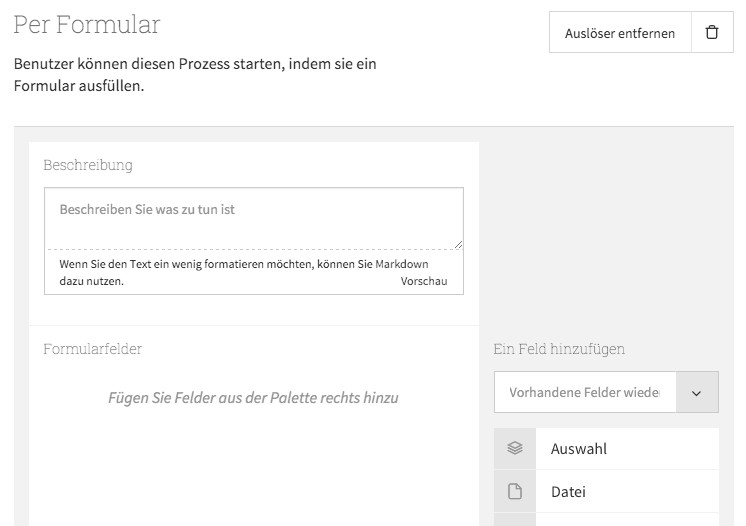 Per Formular
Auslöser entfernen
Benutzer können diesen Prozess starten, indem sie ein
Formular ausfüllen.
Beschreibung
Beschreiben Sie was zu tun ist
Wenn Sie den Text ein wenig formatieren möchten, können Sie Markdown
dazu nutzen.
Vorschau
Formularfelder
Fügen Sie Felder aus der Palette rechts hinzu
Ein Feld hinzufügen
Vorhandene Felder wieder
Auswahl
Datei